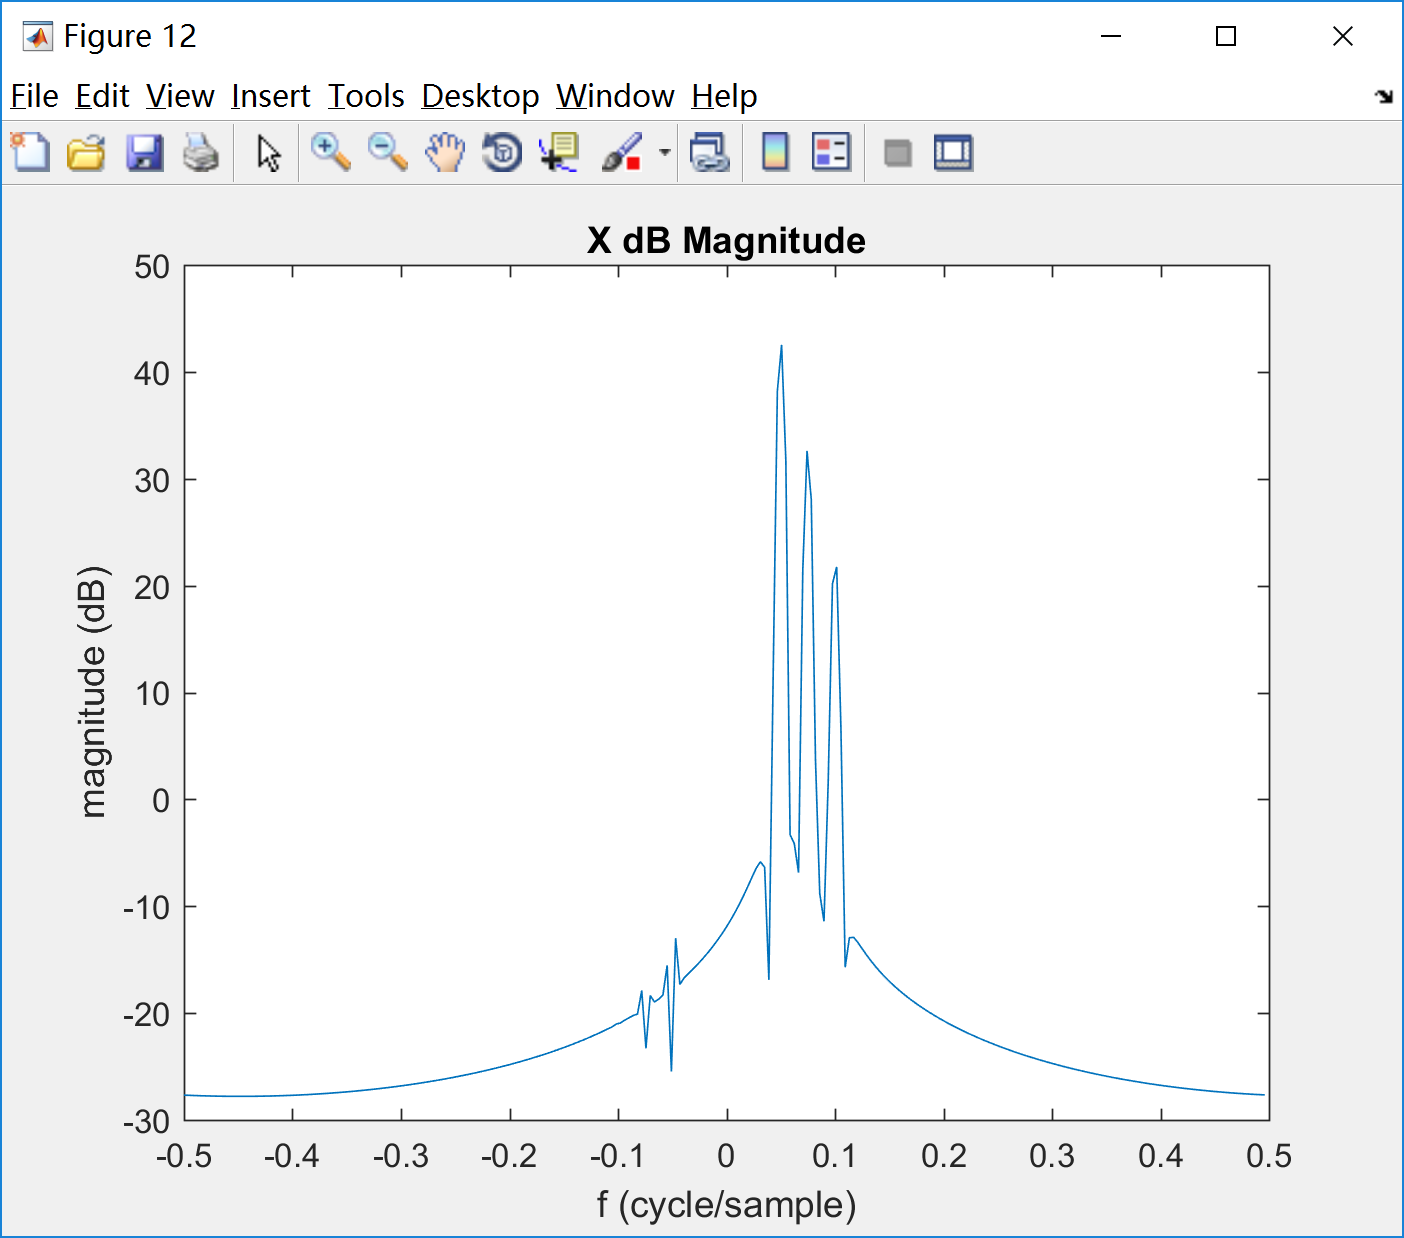 Figure 12
File Edit View Insert Tools Desktop Window Help
X dB Magnitude
50
40
30
20
10
0
-10
-20
-30
magnitude (dB)
-0.5 -0.4 -0.3 -0.2 -0.1 0 0.1 0.2 0.3 0.4 0.5
f (cycle/sample)